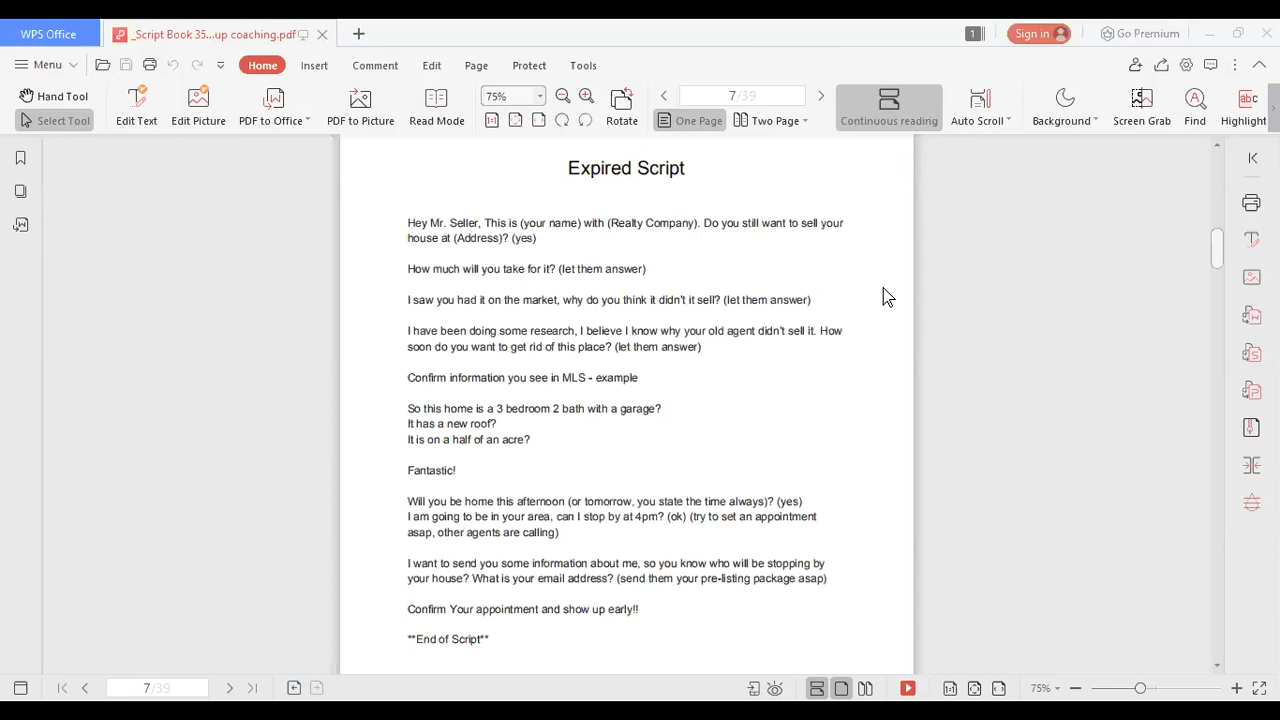 WPS Office
_Script Book 35...up coaching.pdf
1
Sign in
Go Premium
Menu
Home
Insert
Comment
Edit
Page
Protect
Tools
Hand Tool
Select Tool
Edit Text
Edit Picture
PDF to Office
PDF to Picture
Read Mode
75%
Rotate
7/39
One Page
Two Page
Continuous reading
Auto Scroll
Background
Screen Grab
Find
Highlight
Expired Script
Hey Mr. Seller, This is (your name) with (Realty Company). Do you still want to sell your
house at (Address)? (yes)
How much will you take for it? (let them answer)
I saw you had it on the market, why do you think it didn't it sell? (let them answer)
I have been doing some research, I believe I know why your old agent didn't sell it. How
soon do you want to get rid of this place? (let them answer)
Confirm information you see in MLS - example
So this home is a 3 bedroom 2 bath with a garage?
It has a new roof?
It is on a half of an acre?
Fantastic!
Will you be home this afternoon (or tomorrow, you state the time always)? (yes)
I am going to be in your area, can I stop by at 4pm? (ok) (try to set an appointment
asap, other agents are calling)
I want to send you some information about me, so you know who will be stopping by
your house? What is your email address? (send them your pre-listing package asap)
Confirm Your appointment and show up early!!
**End of Script**
7/39
75%